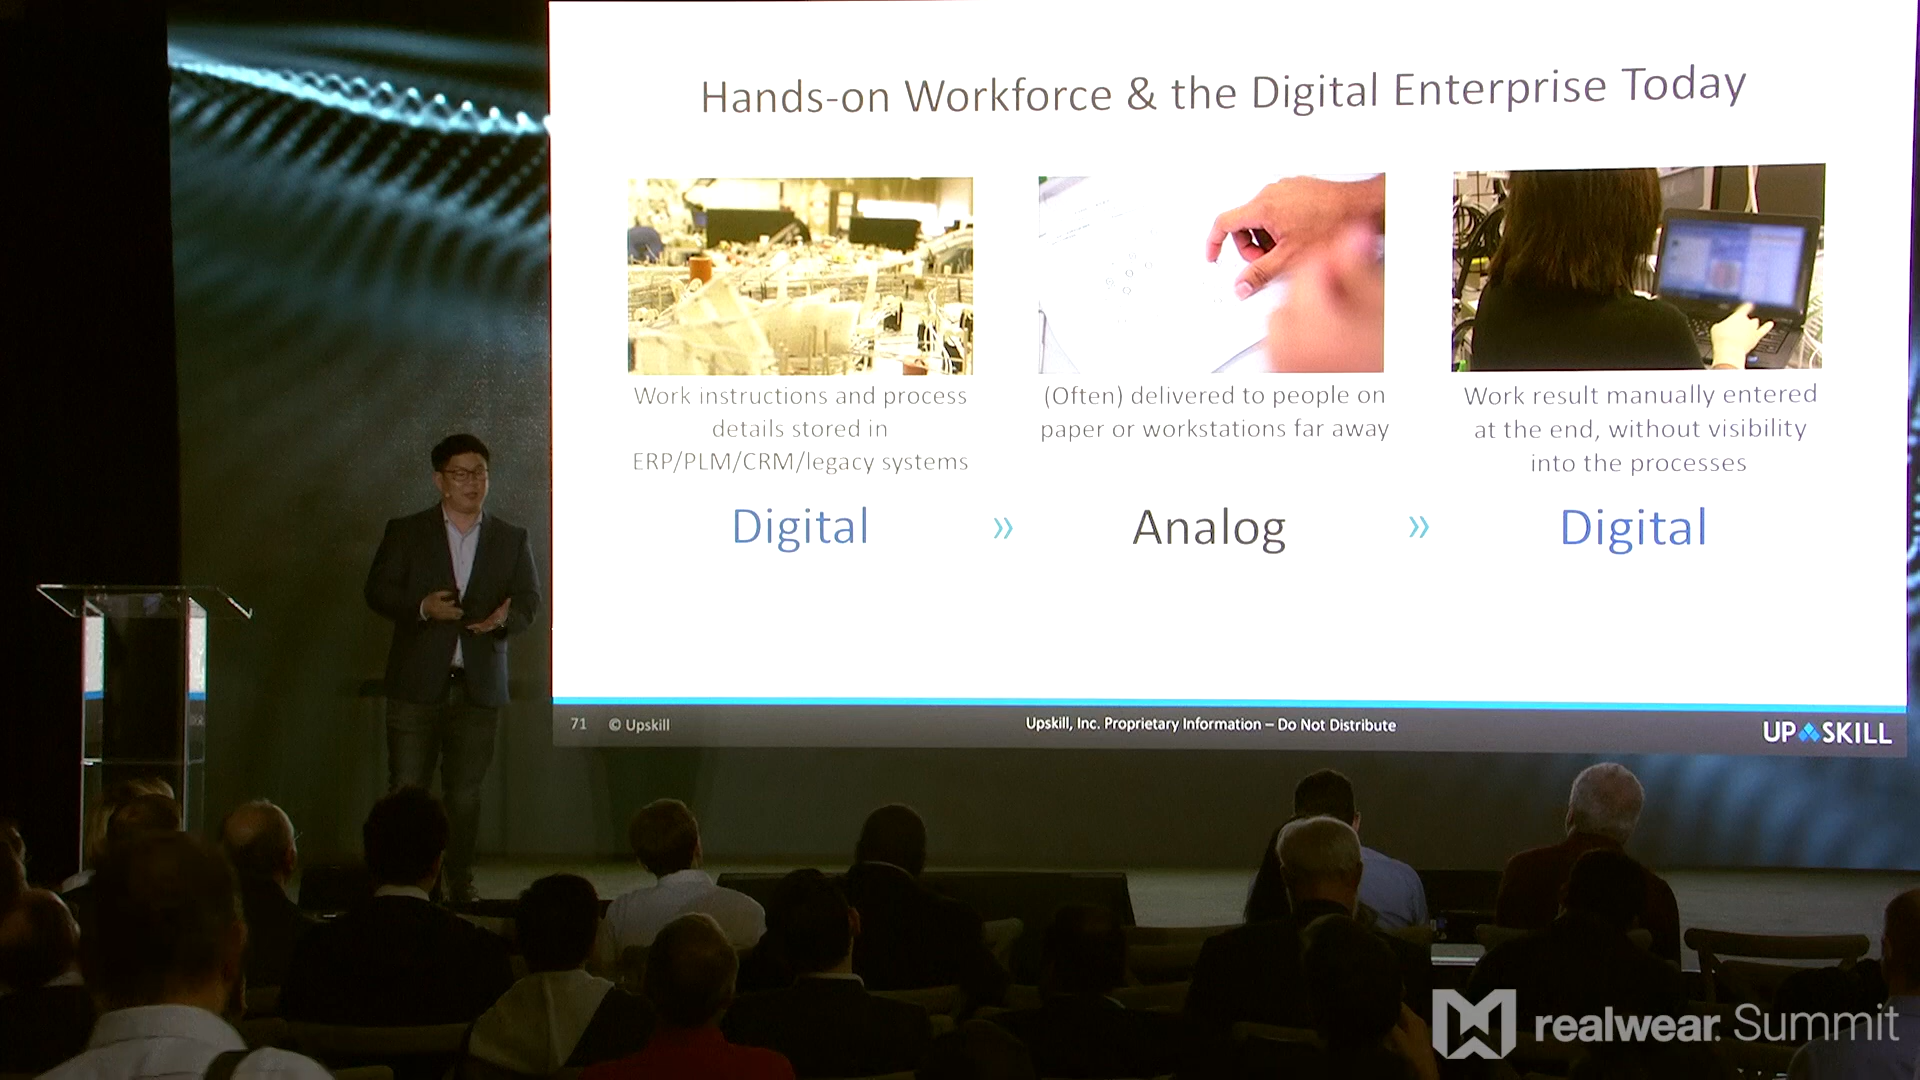 Hands-on Workforce & the Digital Enterprise Today
Work instructions and process
details stored in
ERP/PLM/CRM/legacy systems
(Often) delivered to people on
paper or workstations far away
Work result manually entered
at the end, without visibility
into the processes
Digital » Analog » Digital
71 © Upskill
Upskill, Inc. Proprietary Information – Do Not Distribute
UPSKILL
realwear. Summit